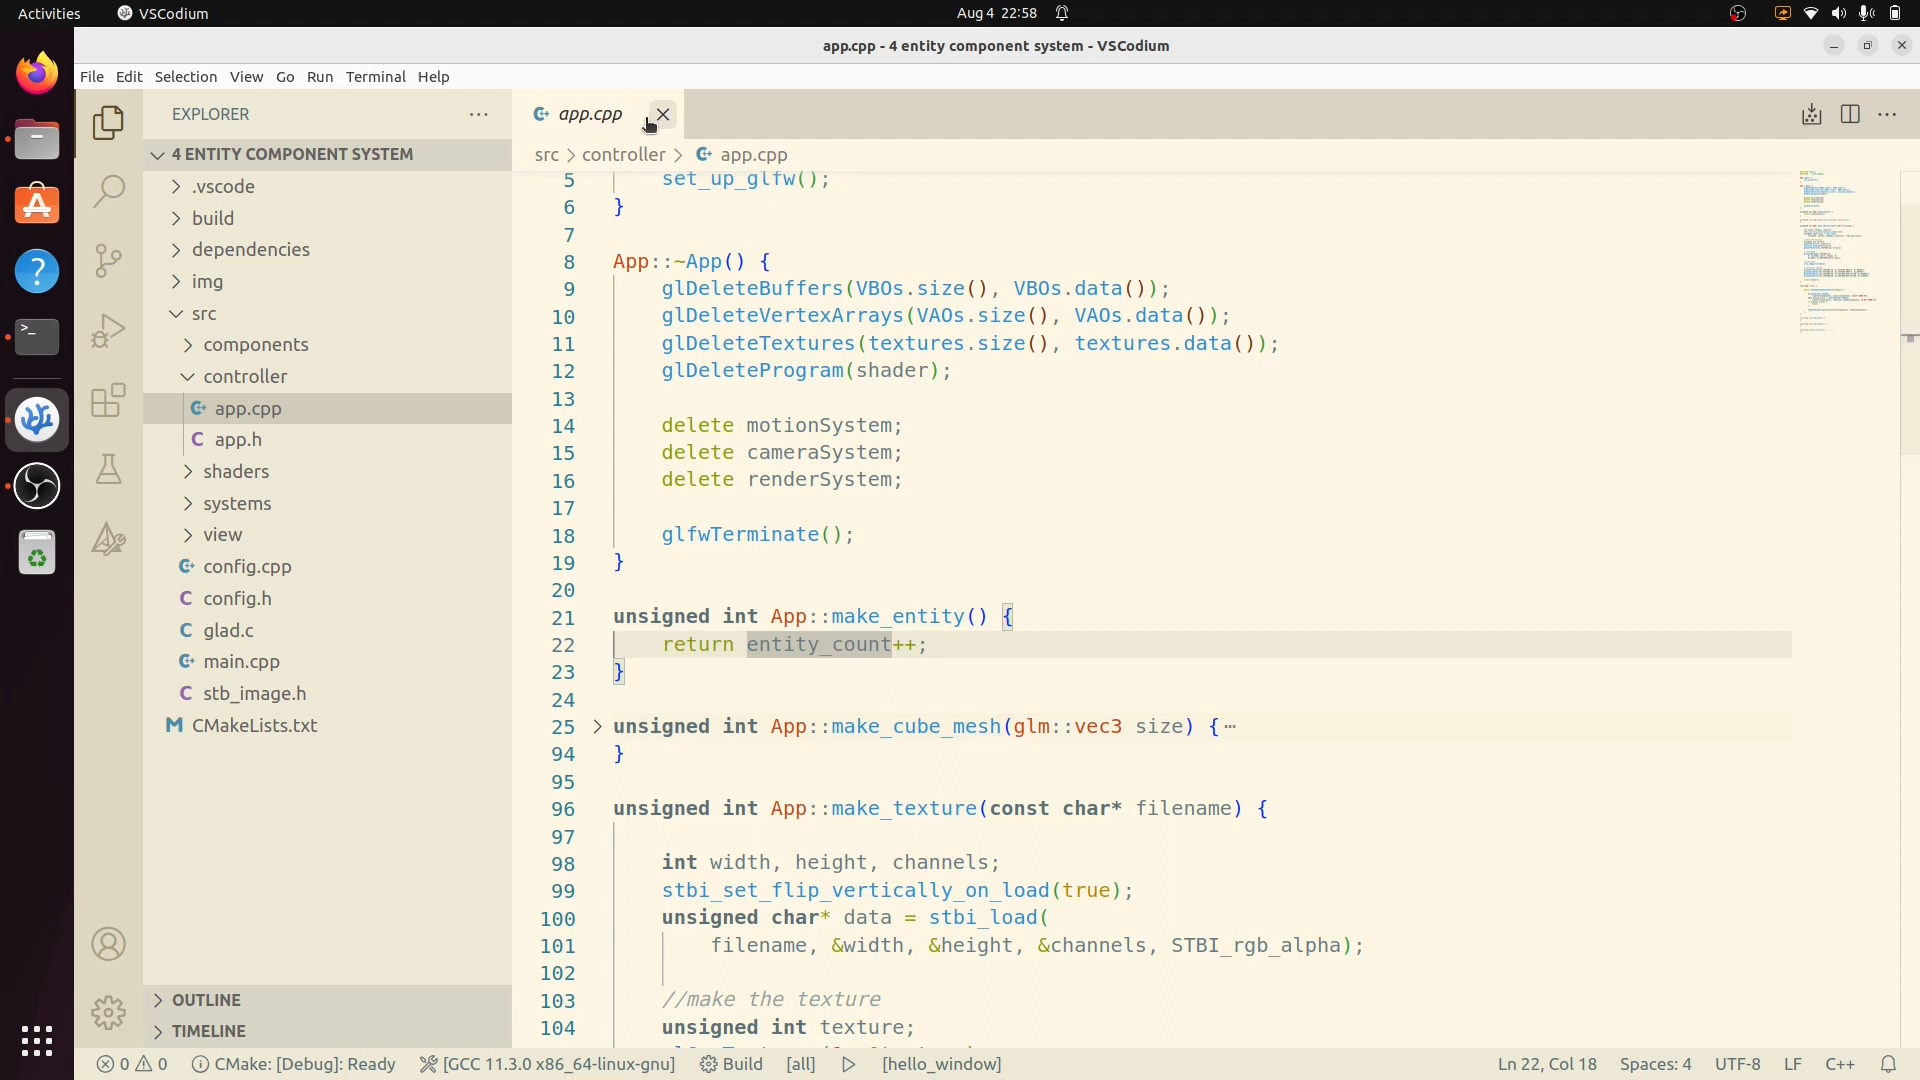 Activities
VSCodium
Aug 4 22:58
app.cpp - 4 entity component system - VSCodium
File Edit Selection View Go Run Terminal Help
EXPLORER
4 ENTITY COMPONENT SYSTEM
.vscode
build
dependencies
img
src
components
controller
app.cpp
app.h
shaders
systems
view
config.cpp
config.h
glad.c
main.cpp
stb_image.h
CMakeLists.txt
OUTLINE
TIMELINE
app.cpp
src > controller > app.cpp
5 set_up_glfw();
6 }
7
8 App::~App() {
9 glDeleteBuffers(VBOs.size(), VBOs.data());
10 glDeleteVertexArrays(VAOs.size(), VAOs.data());
11 glDeleteTextures(textures.size(), textures.data());
12 glDeleteProgram(shader);
13
14 delete motionSystem;
15 delete cameraSystem;
16 delete renderSystem;
17
18 glfwTerminate();
19 }
20
21 unsigned int App::make_entity() {
22 return entity_count++;
23 }
24
25 unsigned int App::make_cube_mesh(glm::vec3 size) {⋯
94 }
95
96 unsigned int App::make_texture(const char* filename) {
97
98 int width, height, channels;
99 stbi_set_flip_vertically_on_load(true);
100 unsigned char* data = stbi_load(
101 filename, &width, &height, &channels, STBI_rgb_alpha);
102
103 //make the texture
104 unsigned int texture;
0 0 CMake: [Debug]: Ready [GCC 11.3.0 x86_64-linux-gnu] Build [all] [hello_window] Ln 22, Col 18 Spaces: 4 UTF-8 LF C++